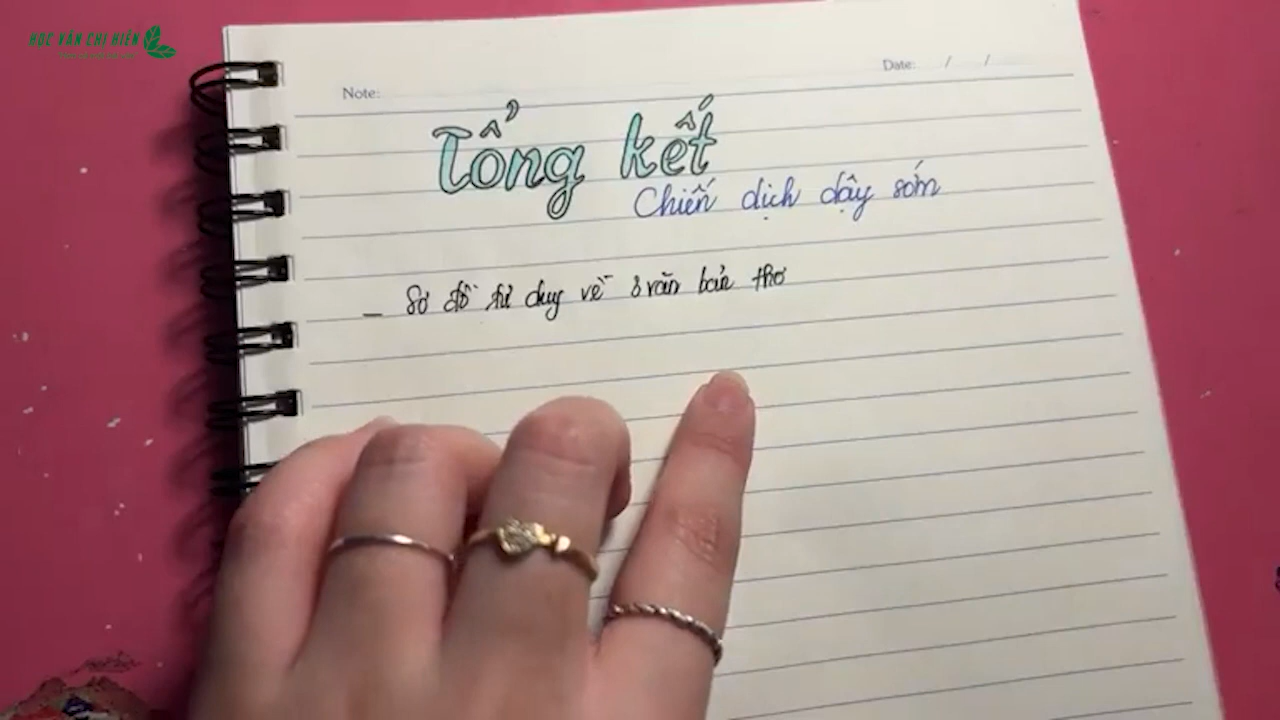 HỌC VĂN CHỊ HIÊN
Note:
Date: / /
Tổng kết
Chiến dịch dậy sớm
_ Sơ đồ tư duy về 3 văn bản thơ